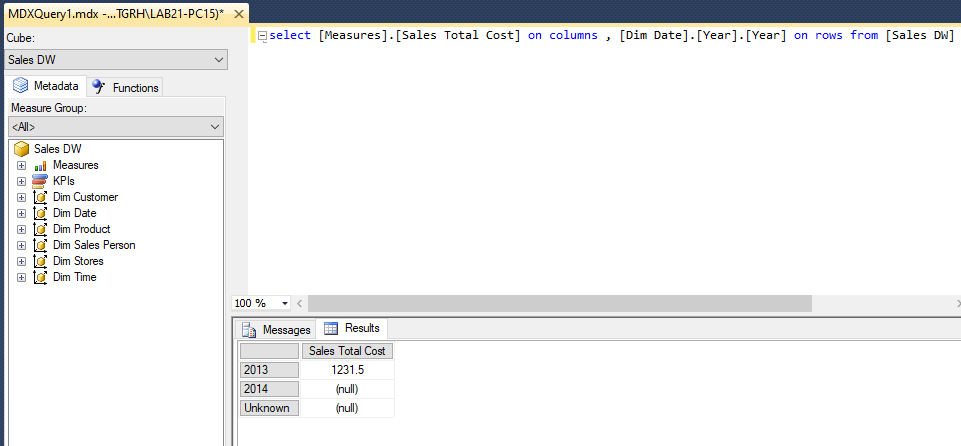 MDXQuery1.mdx -...TGRH\LAB21-PC15)*
Cube:
Sales DW
Metadata
Functions
Measure Group:
<All>
Sales DW
Measures
KPIs
Dim Customer
Dim Date
Dim Product
Dim Sales Person
Dim Stores
Dim Time
select [Measures].[Sales Total Cost] on columns , [Dim Date].[Year].[Year] on rows from [Sales DW]
100 %
Messages
Results
Sales Total Cost
2013 1231.5
2014 (null)
Unknown (null)